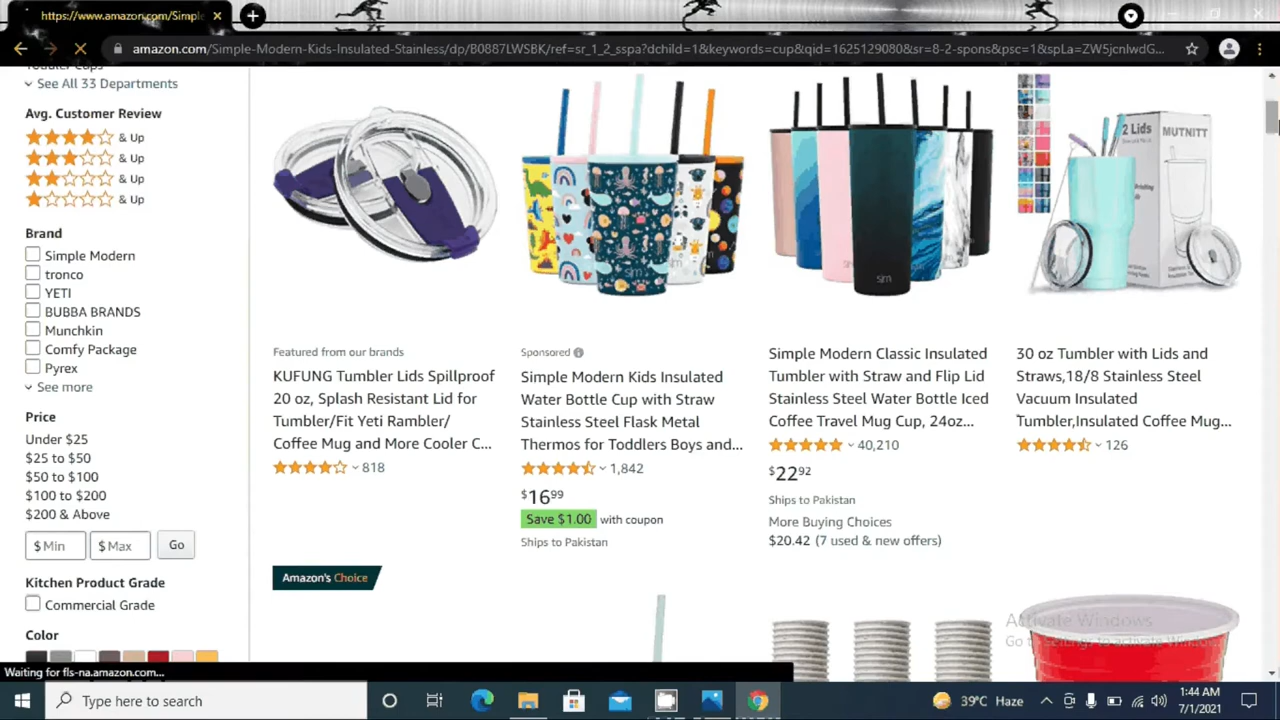 https://www.amazon.com/Simple
amazon.com/Simple-Modern-Kids-Insulated-Stainless/dp/B0887LWSBK/ref=sr_1_2_sspa?dchild=1&keywords=cup&qid=1625129080&sr=8-2-spons&psc=1&spLa=ZW5jcnlwdG...
Toddler Cups
See All 33 Departments
Avg. Customer Review
& Up
& Up
& Up
& Up
Brand
Simple Modern
tronco
YETI
BUBBA BRANDS
Munchkin
Comfy Package
Pyrex
See more
Price
Under $25
$25 to $50
$50 to $100
$100 to $200
$200 & Above
$ Min
$ Max
Go
Kitchen Product Grade
Commercial Grade
Color
Featured from our brands
KUFUNG Tumbler Lids Spillproof
20 oz, Splash Resistant Lid for
Tumbler/Fit Yeti Rambler/
Coffee Mug and More Cooler C...
818
sm
Sponsored
Simple Modern Kids Insulated
Water Bottle Cup with Straw
Stainless Steel Flask Metal
Thermos for Toddlers Boys and...
1,842
$16 99
Save $1.00 with coupon
Ships to Pakistan
sm
Simple Modern Classic Insulated
Tumbler with Straw and Flip Lid
Stainless Steel Water Bottle Iced
Coffee Travel Mug Cup, 24oz...
40,210
$22 92
Ships to Pakistan
More Buying Choices
$20.42 (7 used & new offers)
2 Lids
MUTNITT
30 oz Tumbler with Lids and
Straws,18/8 Stainless Steel
Vacuum Insulated
Tumbler,Insulated Coffee Mug...
126
Amazon's Choice
Activate Windows
Go to Settings to activate Windows.
Waiting for fls-na.amazon.com...
Type here to search
39°C Haze
1:44 AM
7/1/2021